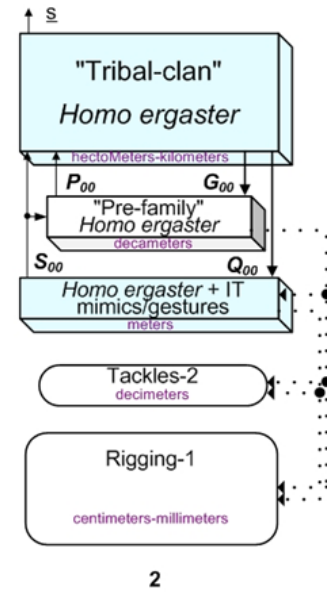 S
"Tribal-clan"
Homo ergaster
hectoMeters-kilometers
P00 G00
"Pre-family"
Homo ergaster
decameters
S00 Q00
Homo ergaster + IT
mimics/gestures
meters
Tackles-2
decimeters
Rigging-1
centimeters-millimeters
2